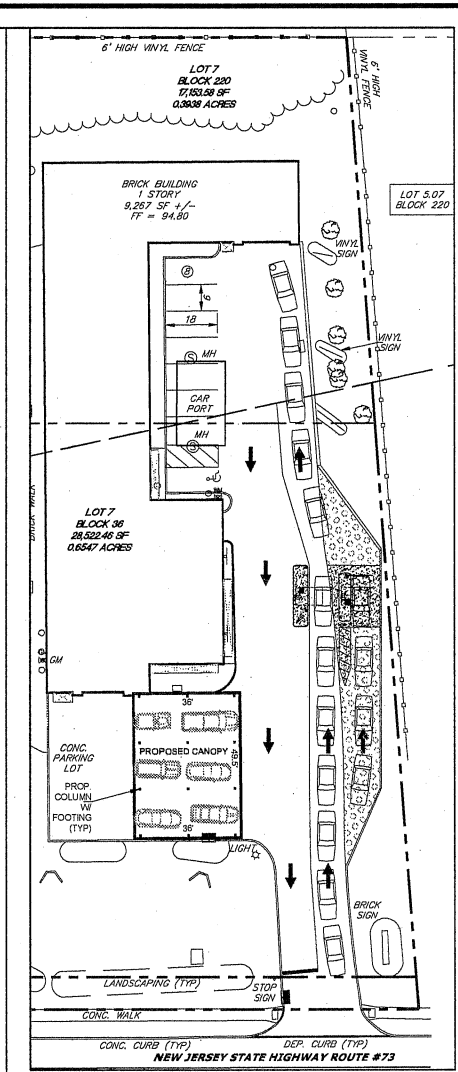 6' HIGH VINYL FENCE
LOT 7
BLOCK 220
17,153.58 SF
0.3938 ACRES
6' HIGH
VINYL FENCE
BRICK BUILDING
1 STORY
9,267 SF +/-
FF = 94.80
LOT 5.07
BLOCK 220
VINYL
SIGN
8
9
18
VINYL
SIGN
S
MH
CAR
PORT
MH
BRICK WALK
LOT 7
BLOCK 36
28,522.46 SF
0.6547 ACRES
GM
36'
CONC.
PARKING
LOT
PROPOSED CANOPY
49.5'
PROP.
COLUMN
W/
FOOTING
(TYP)
36'
LIGHT
BRICK
SIGN
LANDSCAPING (TYP)
STOP
SIGN
CONC. WALK
CONC. CURB (TYP)
DEP. CURB (TYP)
NEW JERSEY STATE HIGHWAY ROUTE #73